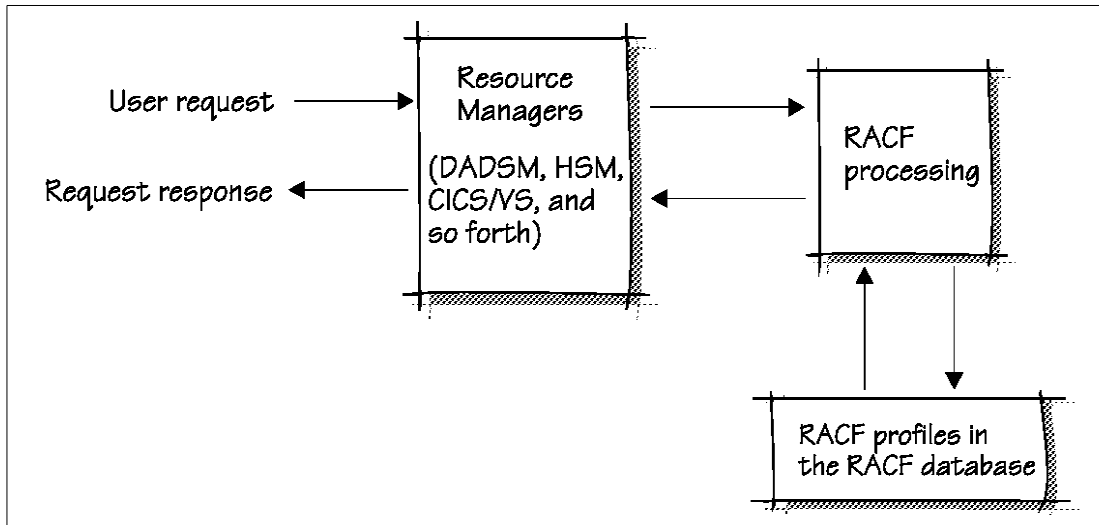 User request
Request response
Resource
Managers
(DADSM, HSM,
CICS/VS, and
so forth)
RACF
processing
RACF profiles in
the RACF database